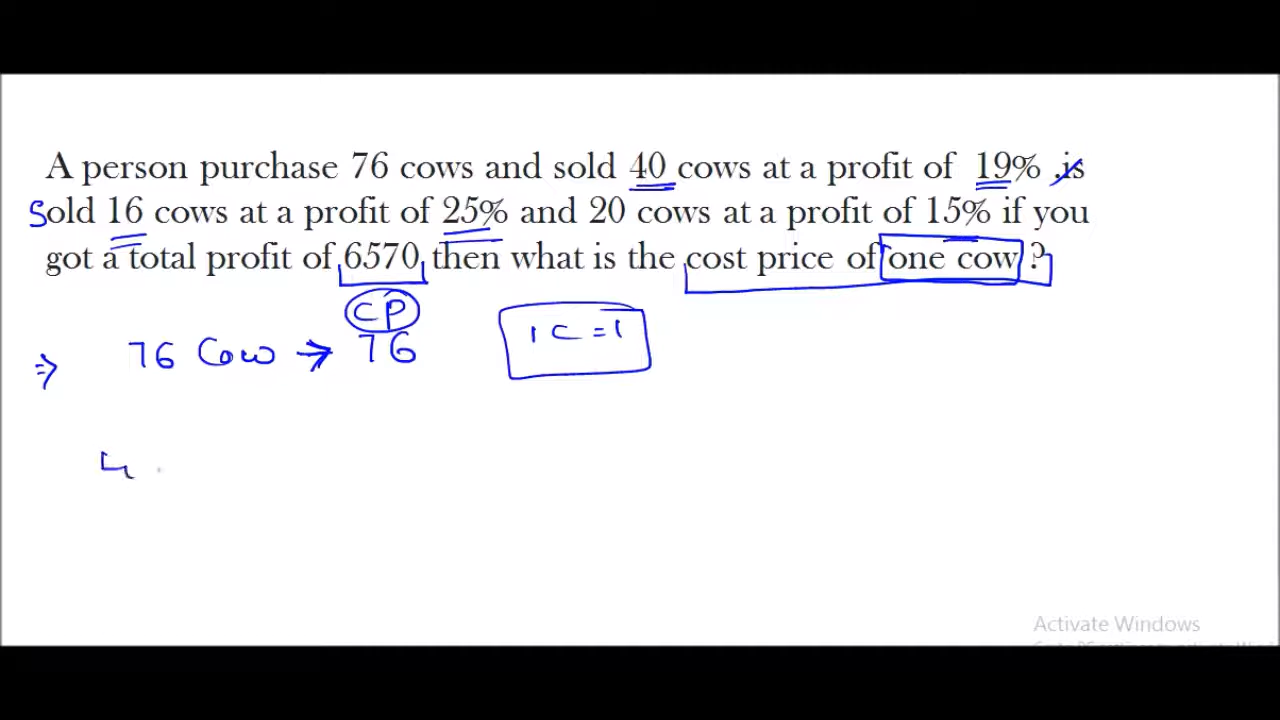 A person purchase 76 cows and sold 40 cows at a profit of 19% .is
Sold 16 cows at a profit of 25% and 20 cows at a profit of 15% if you
got a total profit of 6570 then what is the cost price of one cow ?
CP
76 Cow → 76
1 C = 1
⇒
4
Activate Windows